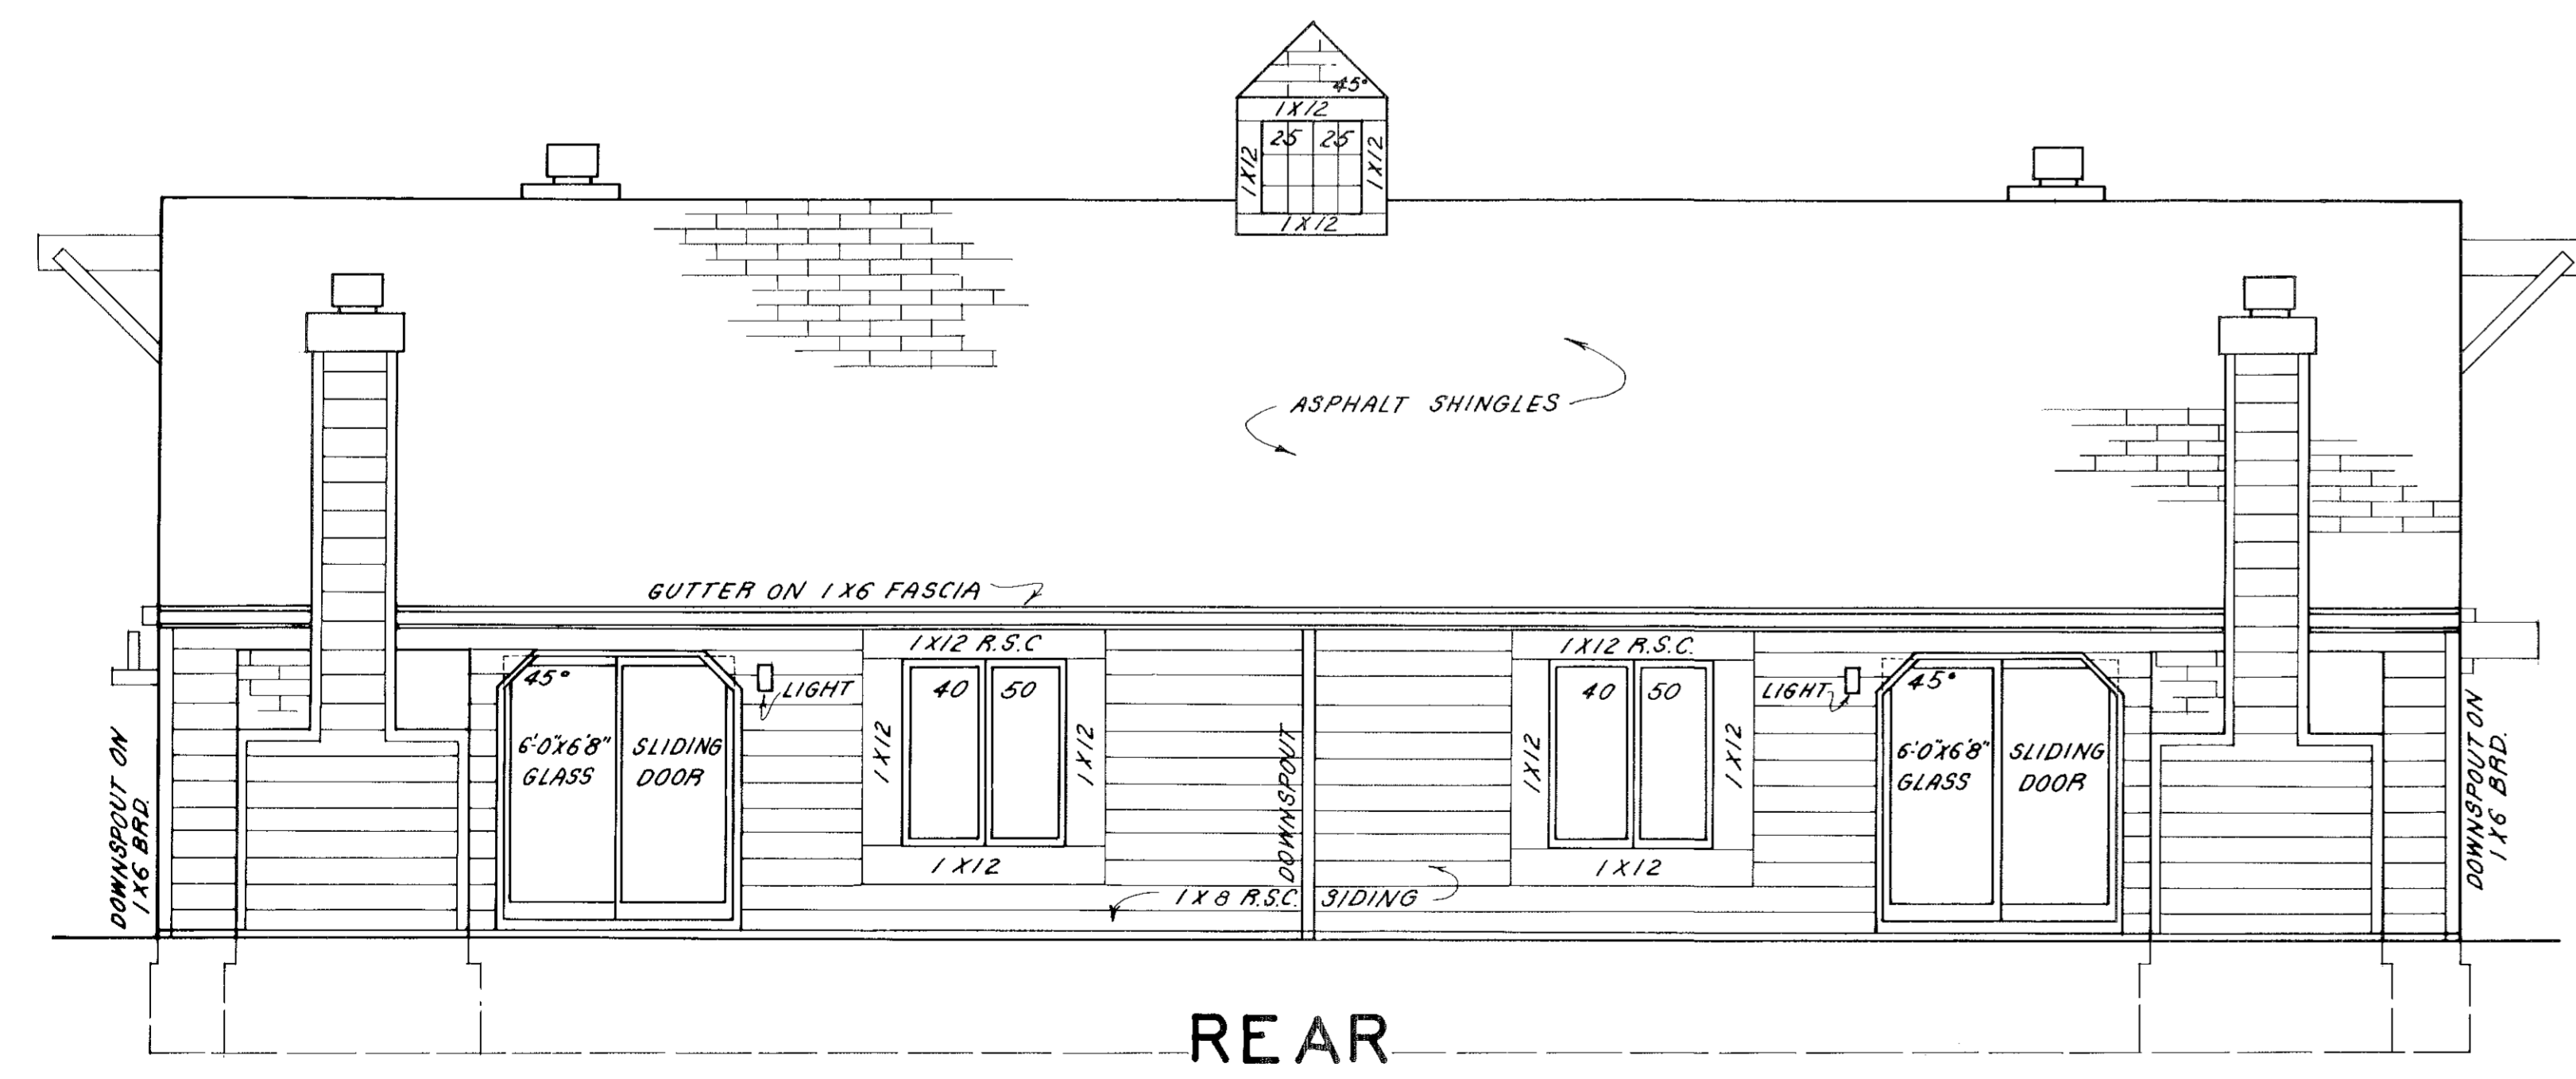 45°
1X12
25 25
1X12
1X12
1X12
ASPHALT SHINGLES
GUTTER ON 1X6 FASCIA
1X12 R.S.C
1X12 R.S.C.
45°
LIGHT
40 50
40 50
LIGHT
45°
6'-0"X6'8" SLIDING
GLASS DOOR
1X12
1X12
DOWNSPOUT
1X12
1X12
6'-0"X6'8" SLIDING
GLASS DOOR
DOWNSPOUT ON
1X6 BRD.
DOWNSPOUT ON
1X6 BRD.
1X12
1X12
1X8 R.S.C. SIDING
REAR